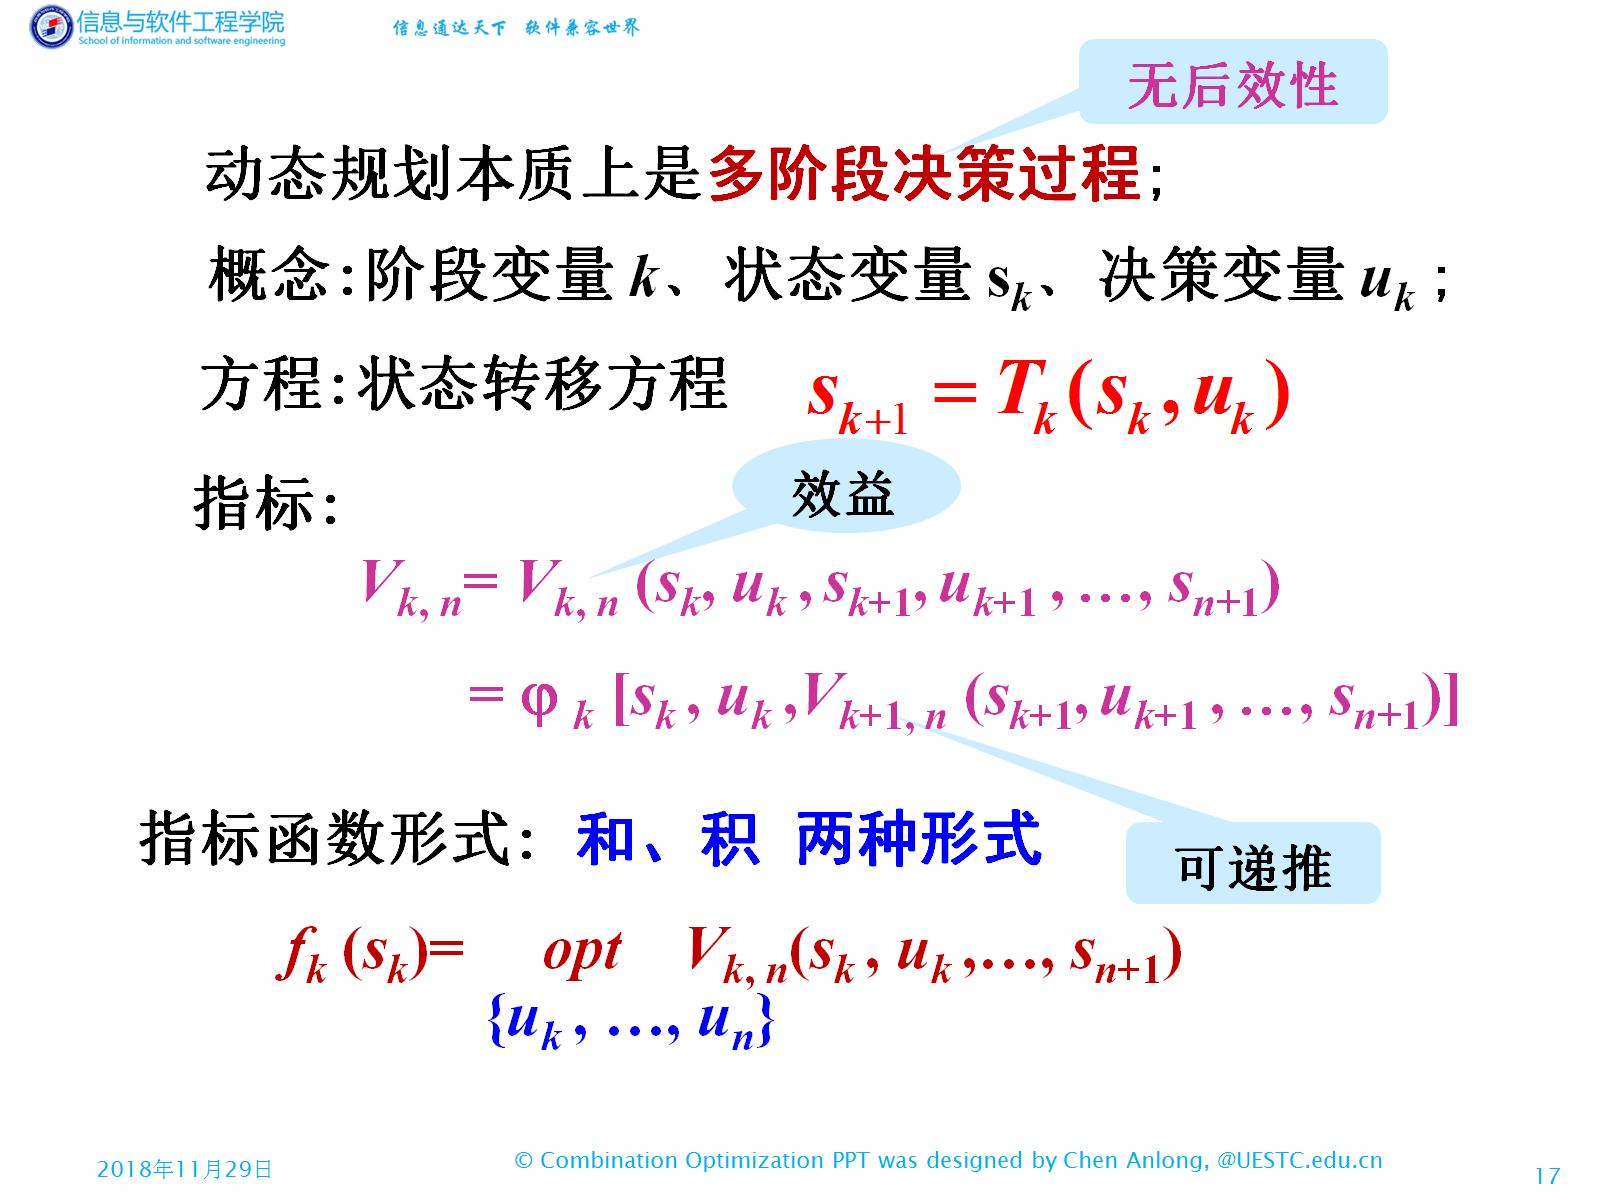 信息与软件工程学院
School of information and software engineering
信息通达天下 软件兼容世界
无后效性
动态规划本质上是多阶段决策过程;
概念:阶段变量 k、状态变量 sₖ、决策变量 uₖ ;
方程:状态转移方程 sₖ₊₁ = Tₖ(sₖ, uₖ)
效益
指标:
Vₖ, ₙ= Vₖ, ₙ (sₖ, uₖ , sₖ₊₁, uₖ₊₁ , …, sₙ₊₁)
= φ ₖ [sₖ , uₖ ,Vₖ₊₁, ₙ (sₖ₊₁, uₖ₊₁ , …, sₙ₊₁)]
指标函数形式: 和、积 两种形式
可递推
fₖ (sₖ)= opt Vₖ, ₙ(sₖ , uₖ ,…, sₙ₊₁)
{uₖ , …, uₙ}
2018年11月29日
© Combination Optimization PPT was designed by Chen Anlong, @UESTC.edu.cn
17